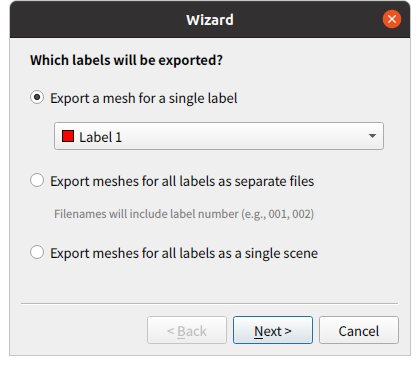 Wizard
Which labels will be exported?
Export a mesh for a single label
Label 1
Export meshes for all labels as separate files
Filenames will include label number (e.g., 001, 002)
Export meshes for all labels as a single scene
< Back
Next >
Cancel